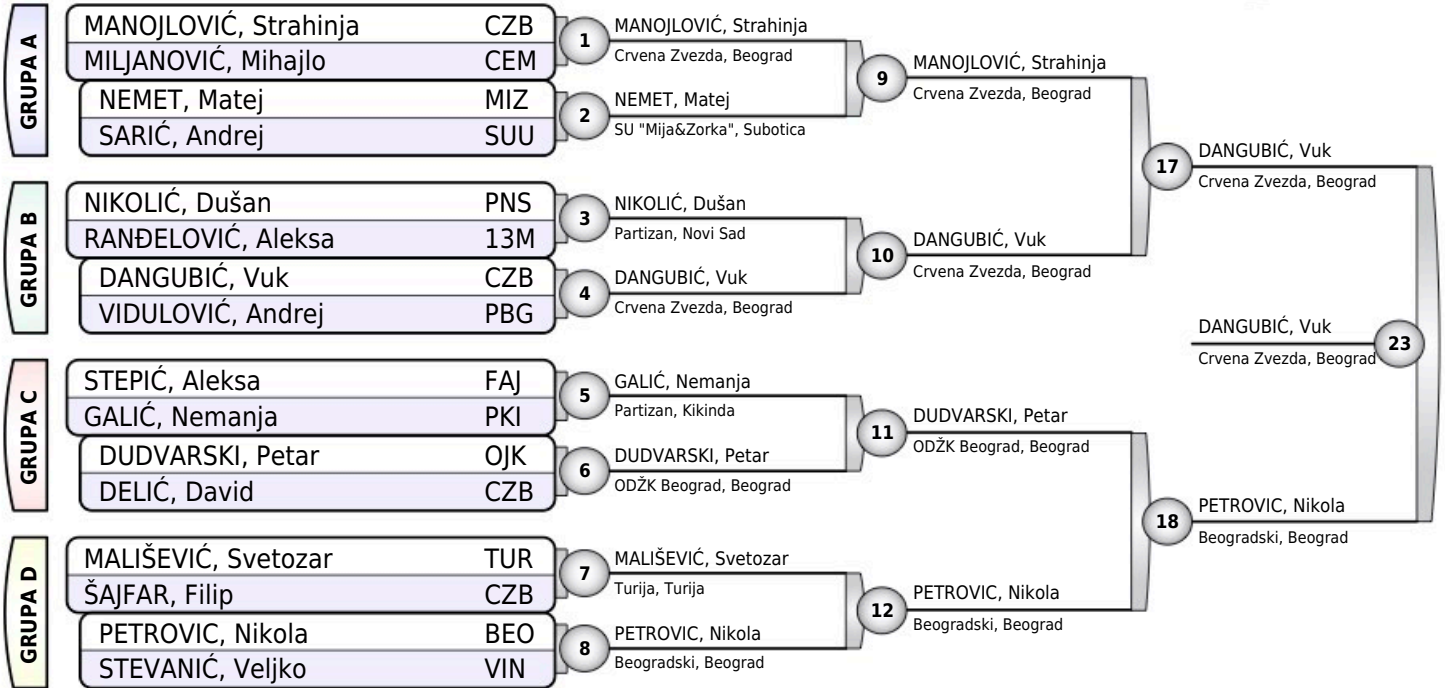 GRUPA A
MANOJLOVIĆ, Strahinja CZB
MILJANOVIĆ, Mihajlo CEM
NEMET, Matej MIZ
SARIĆ, Andrej SUU
GRUPA B
NIKOLIĆ, Dušan PNS
RANĐELOVIĆ, Aleksa 13M
DANGUBIĆ, Vuk CZB
VIDULOVIĆ, Andrej PBG
GRUPA C
STEPIĆ, Aleksa FAJ
GALIĆ, Nemanja PKI
DUDVARSKI, Petar OJK
DELIĆ, David CZB
GRUPA D
MALIŠEVIĆ, Svetozar TUR
ŠAJFAR, Filip CZB
PETROVIC, Nikola BEO
STEVANIĆ, Veljko VIN
1
MANOJLOVIĆ, Strahinja
Crvena Zvezda, Beograd
2
NEMET, Matej
SU "Mija&Zorka", Subotica
3
NIKOLIĆ, Dušan
Partizan, Novi Sad
4
DANGUBIĆ, Vuk
Crvena Zvezda, Beograd
5
GALIĆ, Nemanja
Partizan, Kikinda
6
DUDVARSKI, Petar
ODŽK Beograd, Beograd
7
MALIŠEVIĆ, Svetozar
Turija, Turija
8
PETROVIC, Nikola
Beogradski, Beograd
9
MANOJLOVIĆ, Strahinja
Crvena Zvezda, Beograd
10
DANGUBIĆ, Vuk
Crvena Zvezda, Beograd
11
DUDVARSKI, Petar
ODŽK Beograd, Beograd
12
PETROVIC, Nikola
Beogradski, Beograd
17
DANGUBIĆ, Vuk
Crvena Zvezda, Beograd
18
PETROVIC, Nikola
Beogradski, Beograd
DANGUBIĆ, Vuk
Crvena Zvezda, Beograd
23